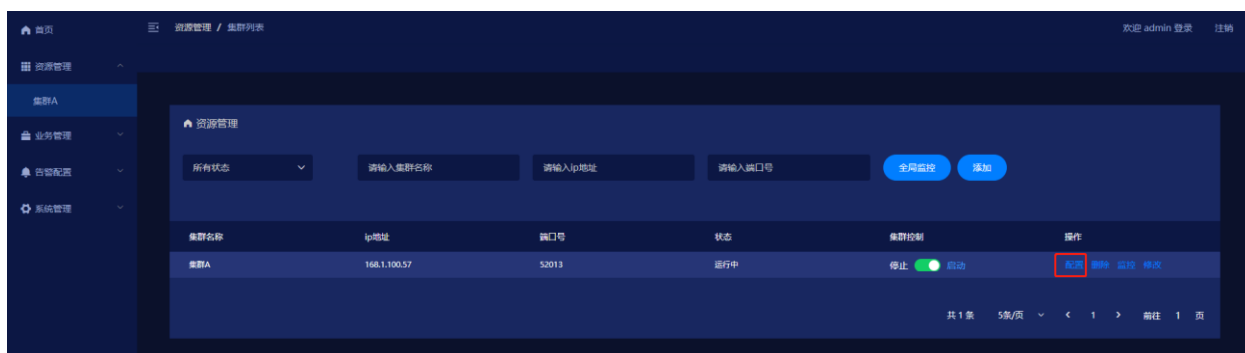 首页
资源管理 / 集群列表
欢迎 admin 登录
注销
资源管理
集群A
业务管理
告警配置
系统管理
资源管理
所有状态
请输入集群名称
请输入ip地址
请输入端口号
全局监控
添加
集群名称 ip地址 端口号 状态 集群控制 操作
集群A 168.1.100.57 52013 运行中 停止 启动 配置 删除 监控 修改
共 1 条 5条/页 1 前往 1 页